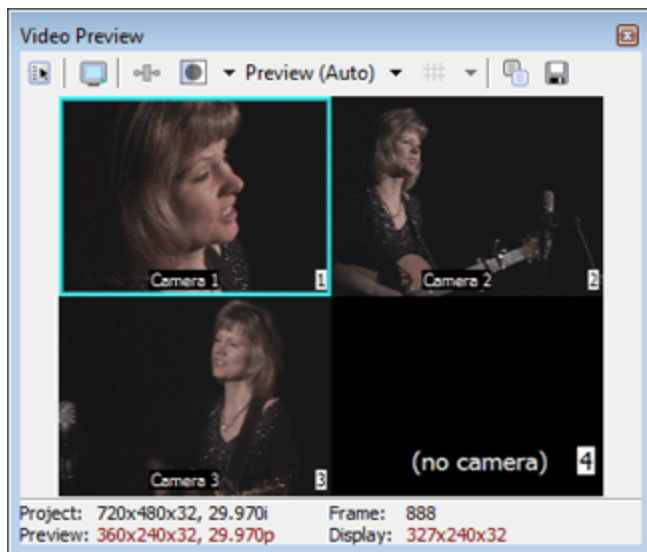 Video Preview
Preview (Auto)
Camera 1 1
Camera 2 2
Camera 3 3
(no camera) 4
Project: 720x480x32, 29.970i Frame: 888
Preview: 360x240x32, 29.970p Display: 327x240x32